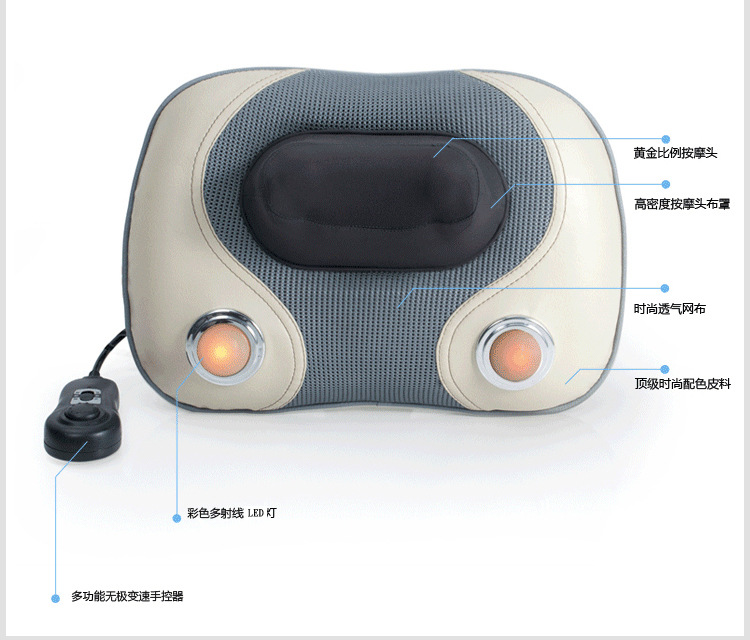 黄金比例按摩头
高密度按摩头布罩
时尚透气网布
顶级时尚配色皮料
彩色多射线 LED 灯
多功能无极变速手控器